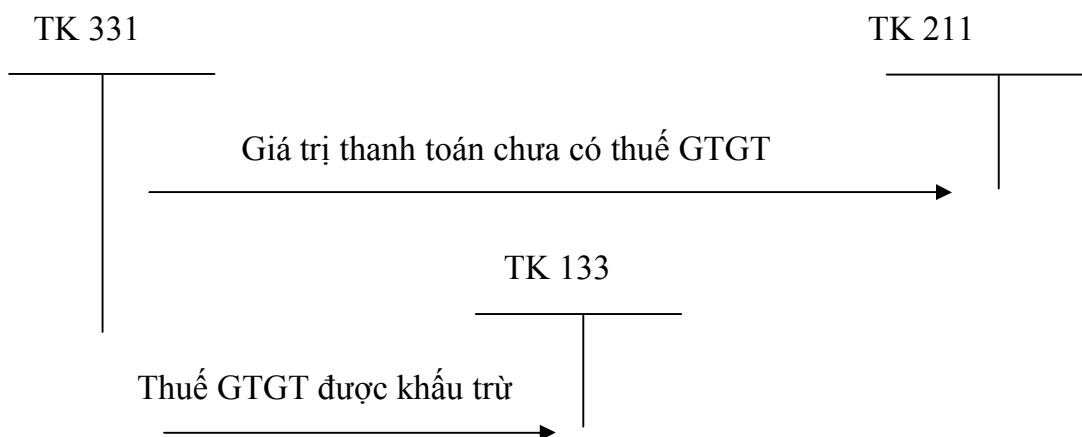 TK 331
TK 211
Giá trị thanh toán chưa có thuế GTGT
TK 133
Thuế GTGT được khấu trừ